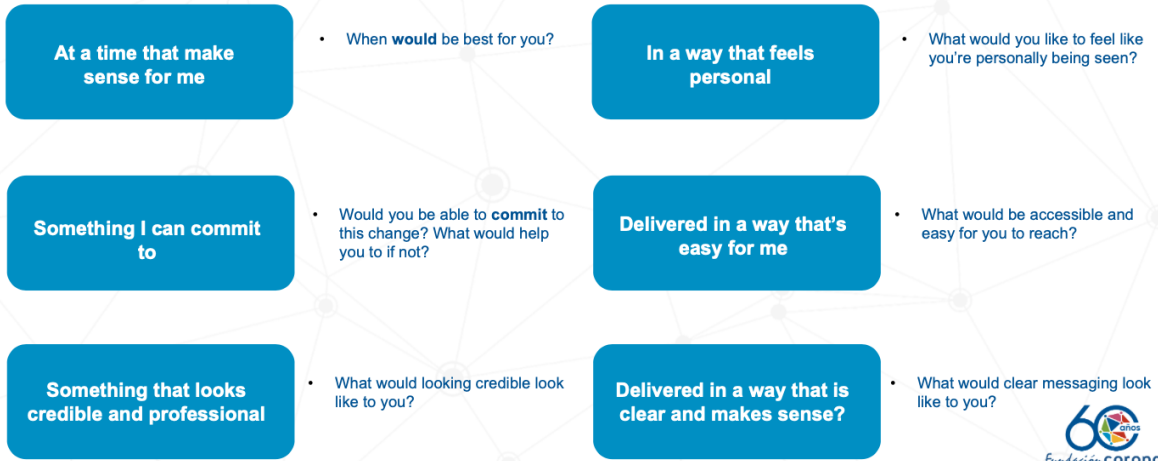 At a time that make
sense for me
• When would be best for you?
In a way that feels
personal
• What would you like to feel like
you're personally being seen?
Something I can commit
to
• Would you be able to commit to
this change? What would help
you to if not?
Delivered in a way that's
easy for me
• What would be accessible and
easy for you to reach?
Something that looks
credible and professional
• What would looking credible look
like to you?
Delivered in a way that is
clear and makes sense?
• What would clear messaging look
like to you?
60
años
Fundación corona